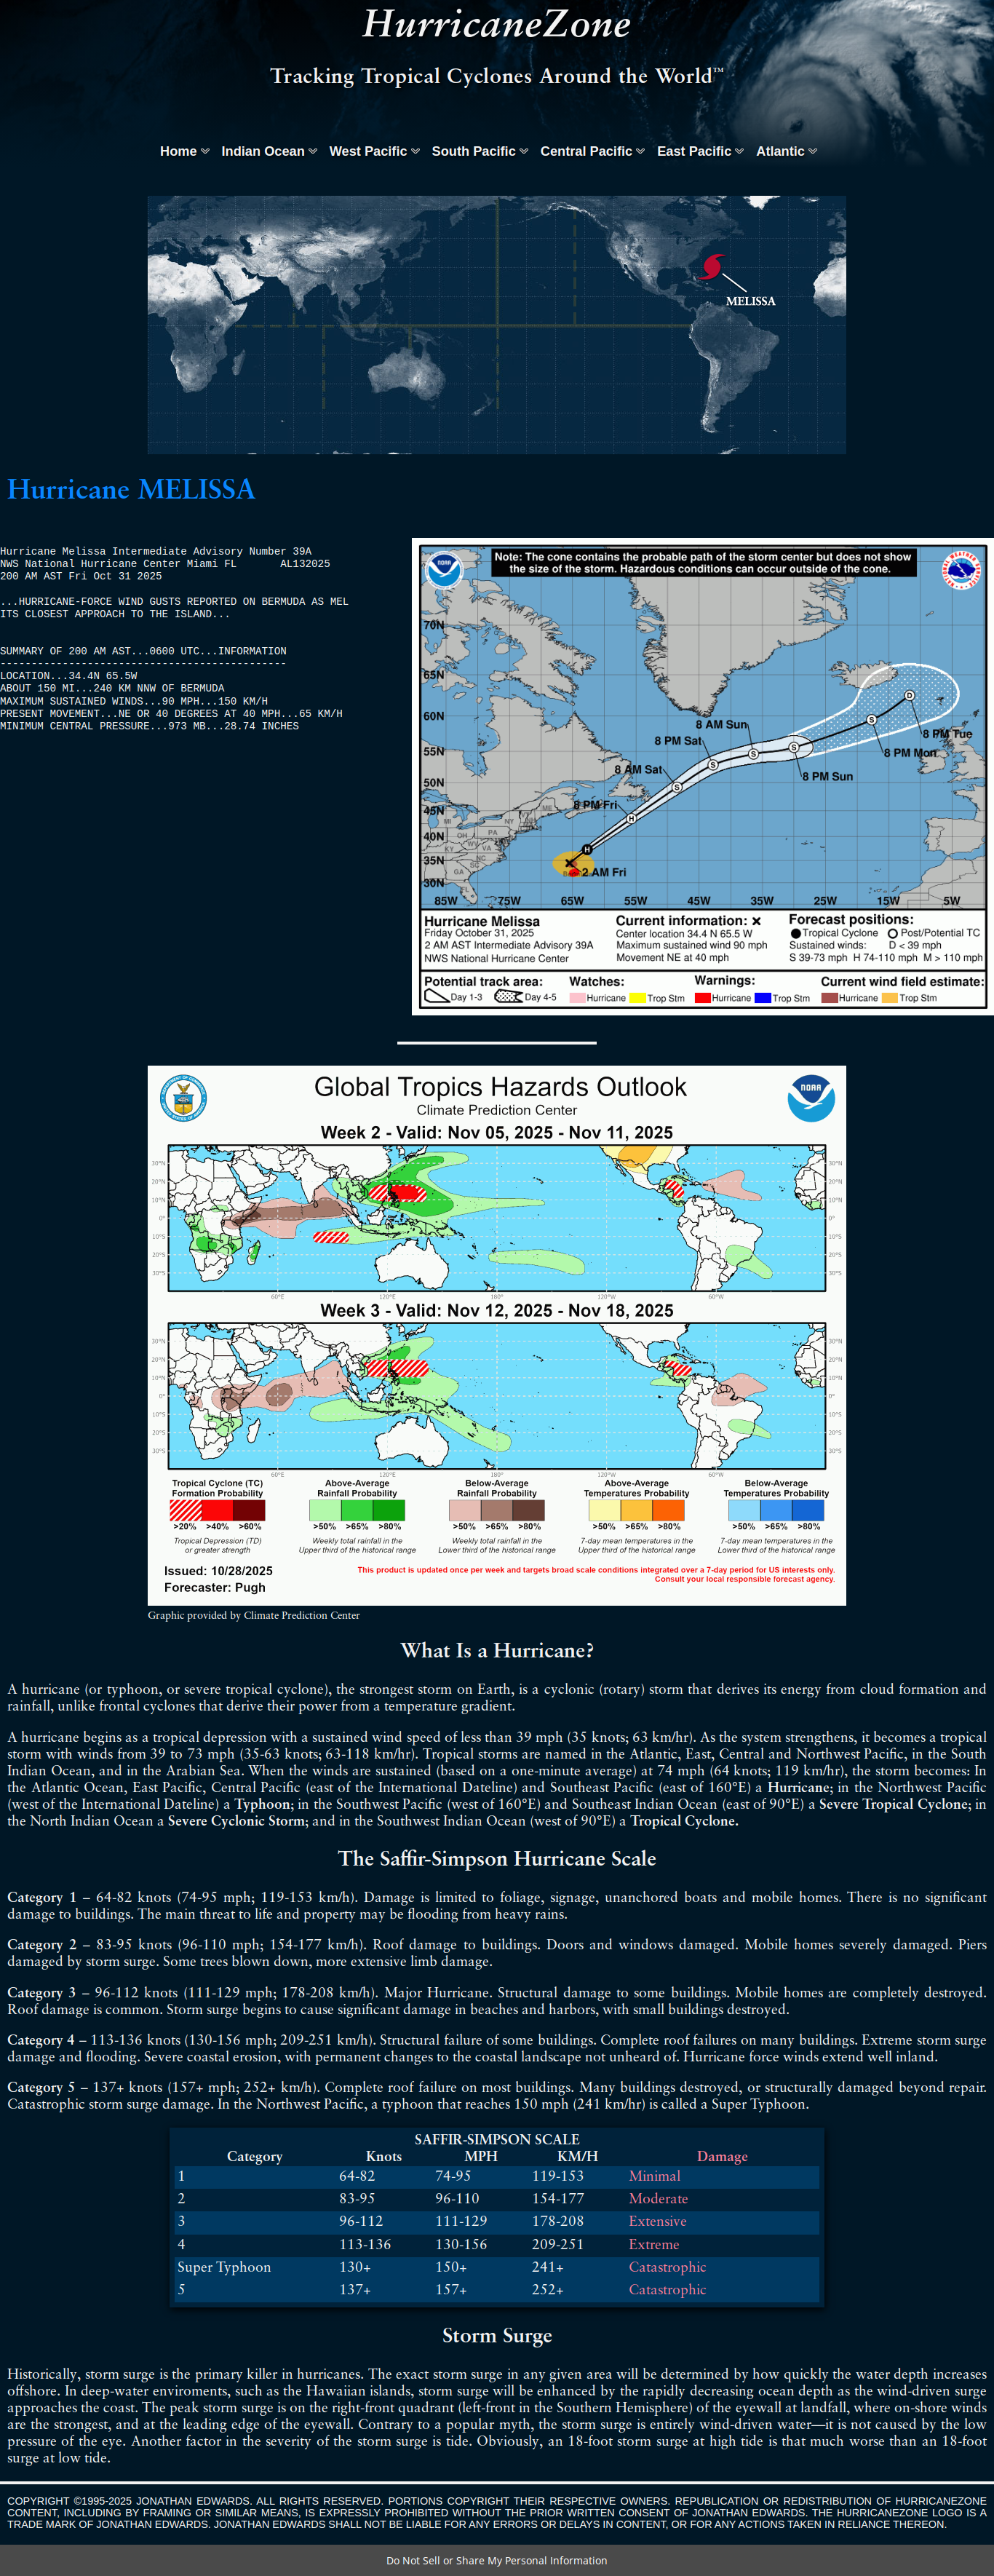 HurricaneZone
Tracking Tropical Cyclones Around the World™
Home
Indian Ocean
West Pacific
South Pacific
Central Pacific
East Pacific
Atlantic
MELISSA
Hurricane MELISSA
Hurricane Melissa Intermediate Advisory Number 39A
NWS National Hurricane Center Miami FL       AL132025
200 AM AST Fri Oct 31 2025
...HURRICANE-FORCE WIND GUSTS REPORTED ON BERMUDA AS MEL
ITS CLOSEST APPROACH TO THE ISLAND...
SUMMARY OF 200 AM AST...0600 UTC...INFORMATION
----------------------------------------------
LOCATION...34.4N 65.5W
ABOUT 150 MI...240 KM NNW OF BERMUDA
MAXIMUM SUSTAINED WINDS...90 MPH...150 KM/H
PRESENT MOVEMENT...NE OR 40 DEGREES AT 40 MPH...65 KM/H
MINIMUM CENTRAL PRESSURE...973 MB...28.74 INCHES
NOAA
Note: The cone contains the probable path of the storm center but does not show
the size of the storm. Hazardous conditions can occur outside of the cone.
70N
65N
60N
55N
50N
45N
40N
35N
30N
8 PM Tue
8 PM Mon
8 PM Sun
8 AM Sun
8 PM Sat
8 AM Sat
8 PM Fri
2 AM Fri
D
S
S
S
S
S
H
H
ME
MI
NY
PA
OH
WV
VA
KY
NC
SC
GA
FL
85W 75W 65W 55W 45W 35W 25W 15W 5W
Hurricane Melissa
Friday October 31, 2025
2 AM AST Intermediate Advisory 39A
NWS National Hurricane Center
Current information: ×
Center location 34.4 N 65.5 W
Maximum sustained wind 90 mph
Movement NE at 40 mph
Forecast positions:
Tropical Cyclone Post/Potential TC
Sustained winds: D < 39 mph
S 39-73 mph H 74-110 mph M > 110 mph
Potential track area:
Day 1-3 Day 4-5
Watches:
Hurricane Trop Stm
Warnings:
Hurricane Trop Stm
Current wind field estimate:
Hurricane Trop Stm
Global Tropics Hazards Outlook
Climate Prediction Center
NOAA
Week 2 - Valid: Nov 05, 2025 - Nov 11, 2025
30°N 30°N
20°N 20°N
10°N 10°N
0° 0°
10°S 10°S
20°S 20°S
30°S 30°S
60°E 120°E 180° 120°W 60°W
Week 3 - Valid: Nov 12, 2025 - Nov 18, 2025
30°N 30°N
20°N 20°N
10°N 10°N
0° 0°
10°S 10°S
20°S 20°S
30°S 30°S
60°E 120°E 180° 120°W 60°W
Tropical Cyclone (TC)
Formation Probability
>20% >40% >60%
Tropical Depression (TD)
or greater strength
Above-Average
Rainfall Probability
>50% >65% >80%
Weekly total rainfall in the
Upper third of the historical range
Below-Average
Rainfall Probability
>50% >65% >80%
Weekly total rainfall in the
Lower third of the historical range
Above-Average
Temperatures Probability
>50% >65% >80%
7-day mean temperatures in the
Upper third of the historical range
Below-Average
Temperatures Probability
>50% >65% >80%
7-day mean temperatures in the
Lower third of the historical range
Issued: 10/28/2025
Forecaster: Pugh
This product is updated once per week and targets broad scale conditions integrated over a 7-day period for US interests only.
Consult your local responsible forecast agency.
Graphic provided by Climate Prediction Center
What Is a Hurricane?
A hurricane (or typhoon, or severe tropical cyclone), the strongest storm on Earth, is a cyclonic (rotary) storm that derives its energy from cloud formation and
rainfall, unlike frontal cyclones that derive their power from a temperature gradient.
A hurricane begins as a tropical depression with a sustained wind speed of less than 39 mph (35 knots; 63 km/hr). As the system strengthens, it becomes a tropical
storm with winds from 39 to 73 mph (35-63 knots; 63-118 km/hr). Tropical storms are named in the Atlantic, East, Central and Northwest Pacific, in the South
Indian Ocean, and in the Arabian Sea. When the winds are sustained (based on a one-minute average) at 74 mph (64 knots; 119 km/hr), the storm becomes: In
the Atlantic Ocean, East Pacific, Central Pacific (east of the International Dateline) and Southeast Pacific (east of 160°E) a Hurricane; in the Northwest Pacific
(west of the International Dateline) a Typhoon; in the Southwest Pacific (west of 160°E) and Southeast Indian Ocean (east of 90°E) a Severe Tropical Cyclone; in
the North Indian Ocean a Severe Cyclonic Storm; and in the Southwest Indian Ocean (west of 90°E) a Tropical Cyclone.
The Saffir-Simpson Hurricane Scale
Category 1 – 64-82 knots (74-95 mph; 119-153 km/h). Damage is limited to foliage, signage, unanchored boats and mobile homes. There is no significant
damage to buildings. The main threat to life and property may be flooding from heavy rains.
Category 2 – 83-95 knots (96-110 mph; 154-177 km/h). Roof damage to buildings. Doors and windows damaged. Mobile homes severely damaged. Piers
damaged by storm surge. Some trees blown down, more extensive limb damage.
Category 3 – 96-112 knots (111-129 mph; 178-208 km/h). Major Hurricane. Structural damage to some buildings. Mobile homes are completely destroyed.
Roof damage is common. Storm surge begins to cause significant damage in beaches and harbors, with small buildings destroyed.
Category 4 – 113-136 knots (130-156 mph; 209-251 km/h). Structural failure of some buildings. Complete roof failures on many buildings. Extreme storm surge
damage and flooding. Severe coastal erosion, with permanent changes to the coastal landscape not unheard of. Hurricane force winds extend well inland.
Category 5 – 137+ knots (157+ mph; 252+ km/h). Complete roof failure on most buildings. Many buildings destroyed, or structurally damaged beyond repair.
Catastrophic storm surge damage. In the Northwest Pacific, a typhoon that reaches 150 mph (241 km/hr) is called a Super Typhoon.
SAFFIR-SIMPSON SCALE
Category Knots MPH KM/H Damage
1 64-82 74-95 119-153 Minimal
2 83-95 96-110 154-177 Moderate
3 96-112 111-129 178-208 Extensive
4 113-136 130-156 209-251 Extreme
Super Typhoon 130+ 150+ 241+ Catastrophic
5 137+ 157+ 252+ Catastrophic
Storm Surge
Historically, storm surge is the primary killer in hurricanes. The exact storm surge in any given area will be determined by how quickly the water depth increases
offshore. In deep-water enviroments, such as the Hawaiian islands, storm surge will be enhanced by the rapidly decreasing ocean depth as the wind-driven surge
approaches the coast. The peak storm surge is on the right-front quadrant (left-front in the Southern Hemisphere) of the eyewall at landfall, where on-shore winds
are the strongest, and at the leading edge of the eyewall. Contrary to a popular myth, the storm surge is entirely wind-driven water—it is not caused by the low
pressure of the eye. Another factor in the severity of the storm surge is tide. Obviously, an 18-foot storm surge at high tide is that much worse than an 18-foot
surge at low tide.
COPYRIGHT ©1995-2025 JONATHAN EDWARDS. ALL RIGHTS RESERVED. PORTIONS COPYRIGHT THEIR RESPECTIVE OWNERS. REPUBLICATION OR REDISTRIBUTION OF HURRICANEZONE
CONTENT, INCLUDING BY FRAMING OR SIMILAR MEANS, IS EXPRESSLY PROHIBITED WITHOUT THE PRIOR WRITTEN CONSENT OF JONATHAN EDWARDS. THE HURRICANEZONE LOGO IS A
TRADE MARK OF JONATHAN EDWARDS. JONATHAN EDWARDS SHALL NOT BE LIABLE FOR ANY ERRORS OR DELAYS IN CONTENT, OR FOR ANY ACTIONS TAKEN IN RELIANCE THEREON.
Do Not Sell or Share My Personal Information